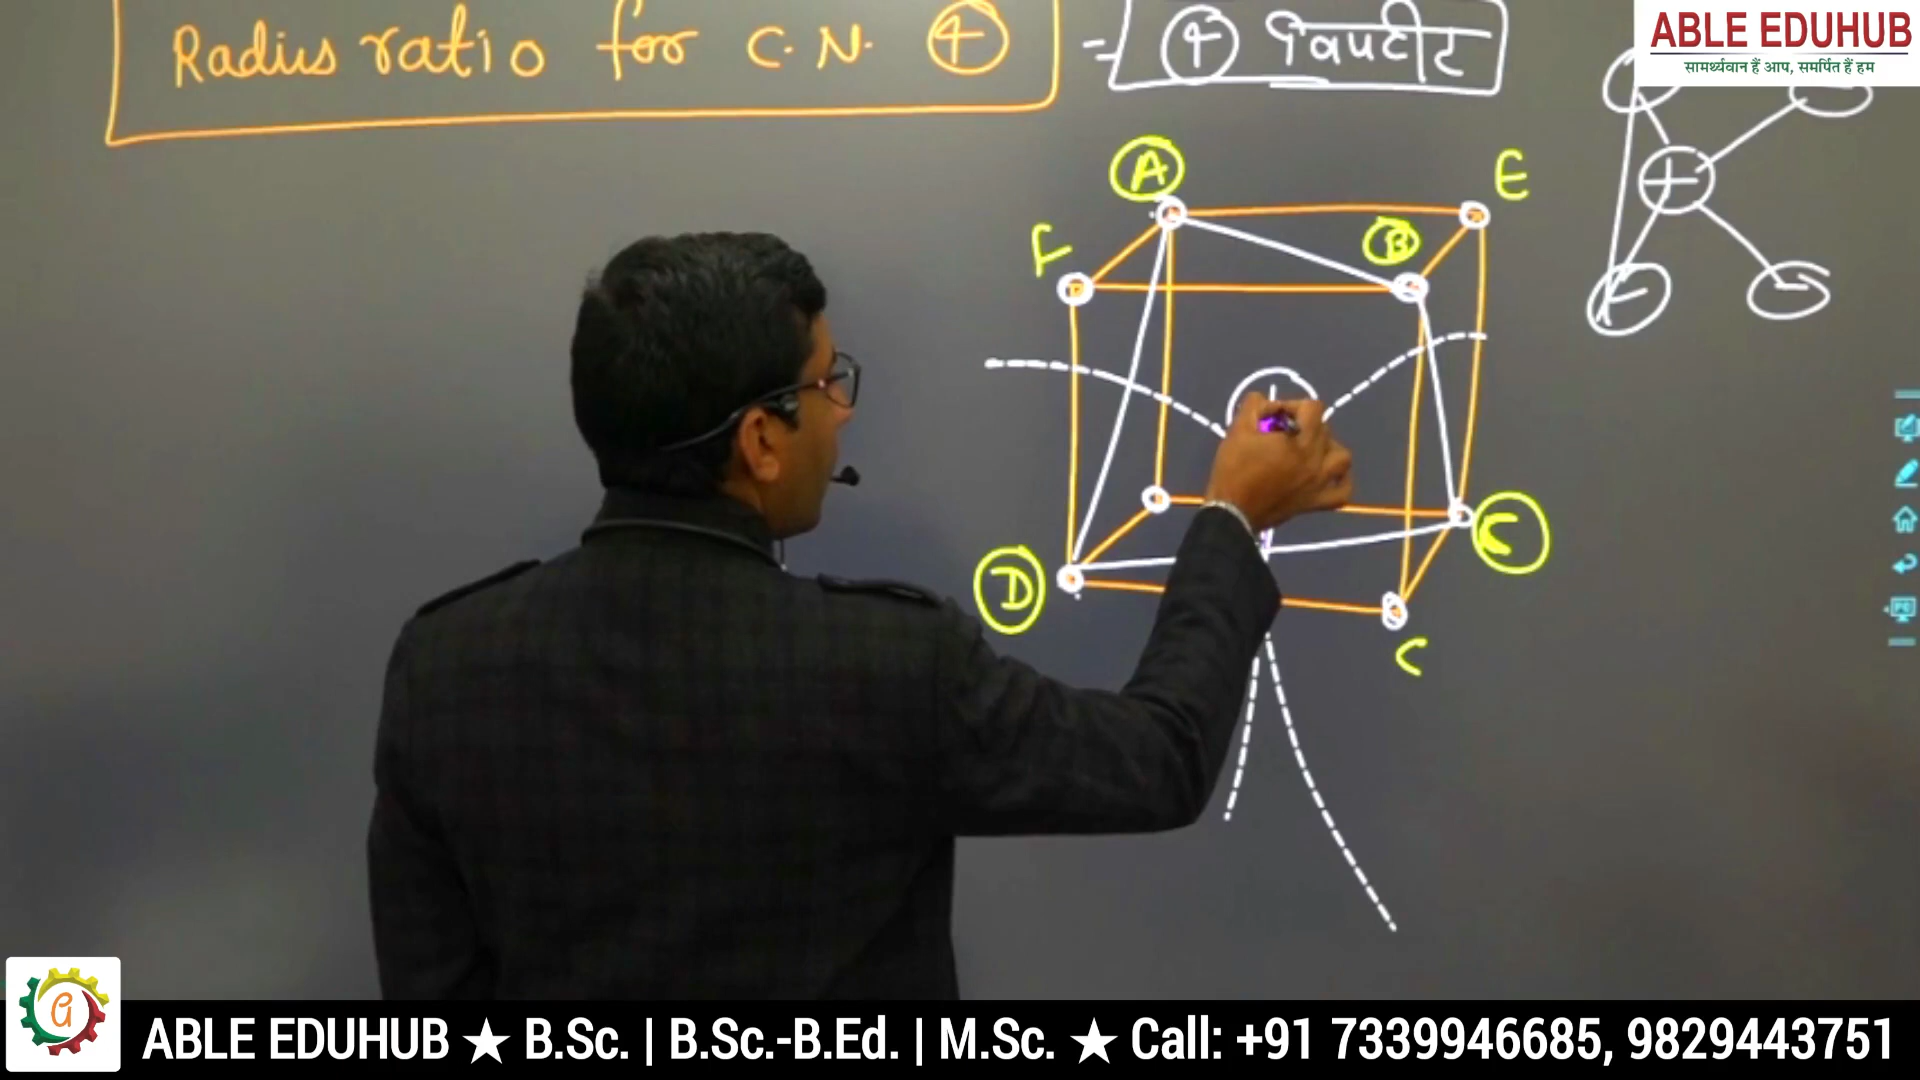 Radius ratio for C.N. 4
= 4
ABLE EDUHUB
सामर्थ्यवान हैं आप, समर्पित हैं हम
A
E
F
B
+
+
-
-
D
C
C
ABLE EDUHUB ★ B.Sc. | B.Sc.-B.Ed. | M.Sc. ★ Call: +91 7339946685, 9829443751